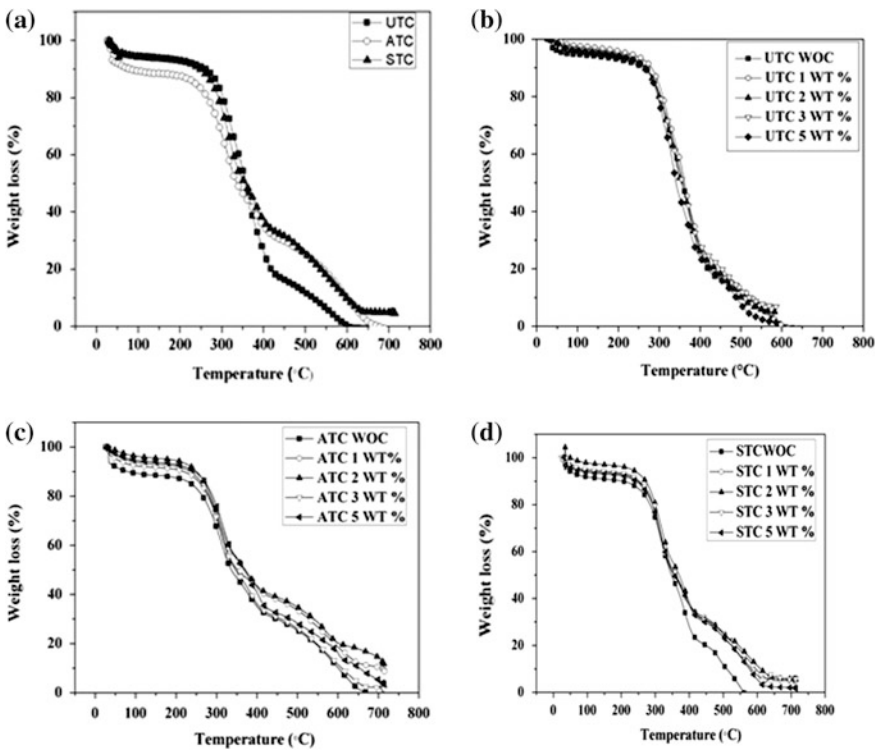 (a)
UTC
ATC
STC
Weight loss (%)
100
80
60
40
20
0
0 100 200 300 400 500 600 700 800
Temperature (°C)
(b)
UTC WOC
UTC 1 WT %
UTC 2 WT %
UTC 3 WT %
UTC 5 WT %
Weight loss (%)
100
80
60
40
20
0
0 100 200 300 400 500 600 700 800
Temperature (°C)
(c)
ATC WOC
ATC 1 WT%
ATC 2 WT %
ATC 3 WT %
ATC 5 WT %
Weight loss (%)
100
80
60
40
20
0
0 100 200 300 400 500 600 700 800
Temperature (°C)
(d)
STCWOC
STC 1 WT %
STC 2 WT %
STC 3 WT %
STC 5 WT %
Weight loss (%)
100
80
60
40
20
0
0 100 200 300 400 500 600 700 800
Temperature (°C)